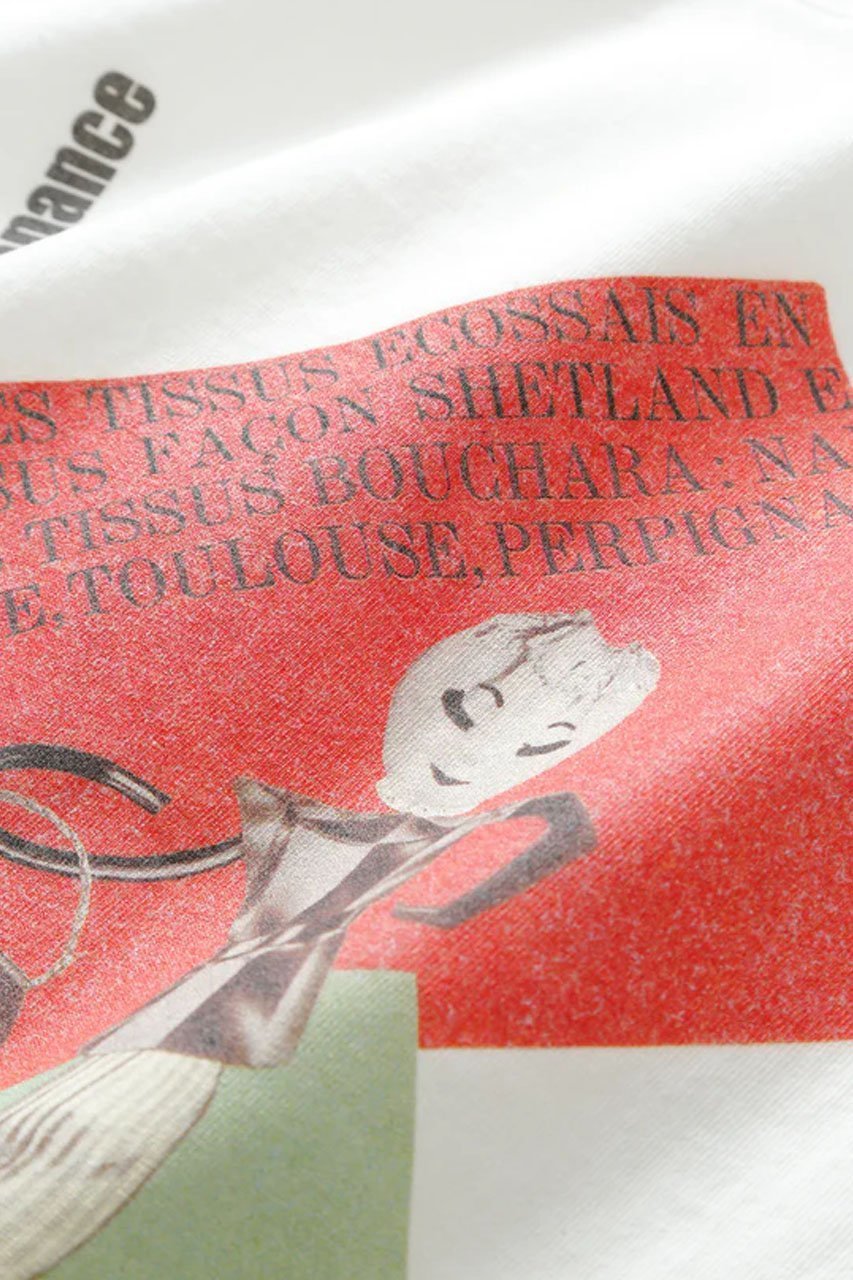 nance
ES TISSUS ECOSSAIS EN
SUS FAÇON SHETLAND E
TISSUS BOUCHARA: NA
E, TOULOUSE, PERPIGNA